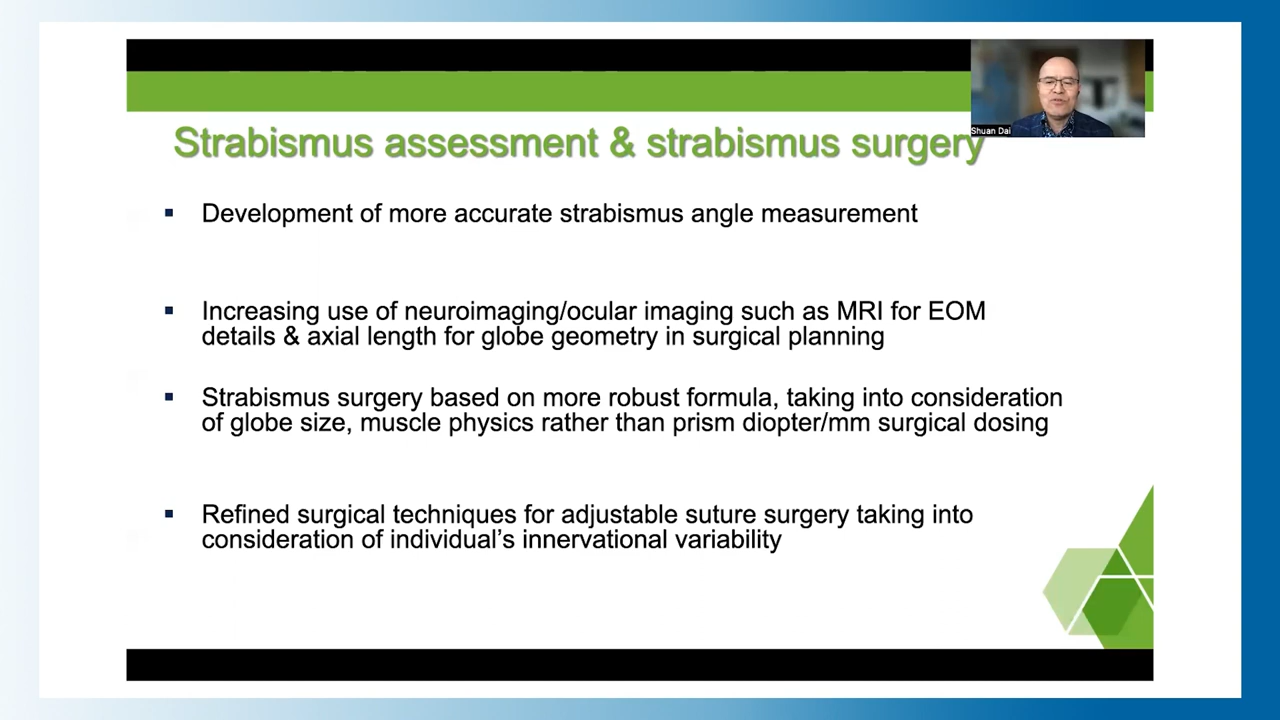 Shuan Dai
Strabismus assessment & strabismus surgery
▪ Development of more accurate strabismus angle measurement
▪ Increasing use of neuroimaging/ocular imaging such as MRI for EOM
details & axial length for globe geometry in surgical planning
▪ Strabismus surgery based on more robust formula, taking into consideration
of globe size, muscle physics rather than prism diopter/mm surgical dosing
▪ Refined surgical techniques for adjustable suture surgery taking into
consideration of individual’s innervational variability